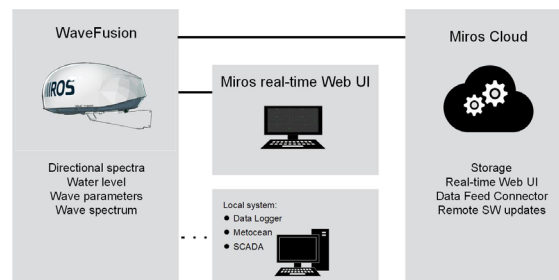 WaveFusion
MIROS
Directional spectra
Water level
Wave parameters
Wave spectrum
Miros real-time Web UI
Local system:
● Data Logger
● Metocean
● SCADA
Miros Cloud
Storage
Real-time Web UI
Data Feed Connector
Remote SW updates